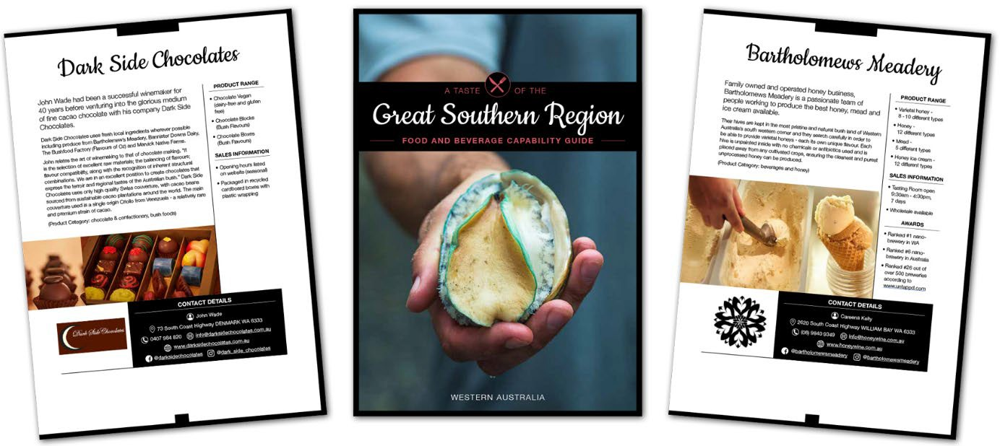 Dark Side Chocolates
John Wade had been a successful winemaker for
40 years before venturing into the glorious medium
of fine cacao chocolate with his company Dark Side
Chocolates.
Dark Side Chocolates uses fresh local ingredients wherever possible
including produce from Bartholomew's Meadery, Bannister Downs Dairy,
The Bushfood Factory (Flavours of Oz) and Mervick Native Farms.
John relates the art of winemaking to that of chocolate making, "It
is the selection of excellent raw materials; the balancing of flavours;
flavour compatibility, along with the recognition of inherent structural
combinations. We are in an excellent position to create chocolates that
express the terroir and regional tastes of the Australian bush." Dark Side
Chocolates uses only high quality Swiss couverture, with cacao beans
sourced from sustainable cacao plantations around the world. The main
couverture used is a single origin Criollo from Venezuela - a relatively rare
and premium strain of cacao.
(Product Category: chocolate & confectionery, bush foods)
PRODUCT RANGE
• Chocolate Vegan
(dairy-free and gluten
free)
• Chocolate Blocks
(Bush Flavours)
• Chocolate Boxes
(Bush Flavours)
SALES INFORMATION
• Opening hours listed
on website (seasonal)
• Packaged in recycled
cardboard boxes with
plastic wrapping
Dark Side Chocolates
CONTACT DETAILS
John Wade
73 South Coast Highway DENMARK WA 6333
0407 984 820 info@darksidechocolates.com.au
www.darksidechocolates.com.au
@darksidechocolates @dark_side_chocolates
A TASTE OF THE
Great Southern Region
FOOD AND BEVERAGE CAPABILITY GUIDE
WESTERN AUSTRALIA
Bartholomews Meadery
Family owned and operated honey business,
Bartholomews Meadery is a passionate team of
people working to produce the best honey, mead and
ice cream available.
Their hives are kept in the most pristine and natural bush land of Western
Australia's south western corner and they search carefully in order to
be able to provide varietal honeys - each its own unique flavour. Each
hive is unpainted inside with no chemicals or antibiotics used and is
placed away from any cultivated crops, ensuring the cleanest and purest
unprocessed honey can be produced.
(Product Category: beverages and honey)
PRODUCT RANGE
• Varietal honey -
8 - 10 different types
• Honey -
12 different types
• Mead -
5 different types
• Honey ice cream -
12 different types
SALES INFORMATION
• Tasting Room open
9:30am - 4:30pm,
7 days
• Wholesale available
AWARDS
• Ranked #1 nano-
brewery in WA
• Ranked #6 nano-
brewery in Australia
• Ranked #26 out of
over 500 breweries
according to
www.untappd.com
CONTACT DETAILS
Careena Kelly
2620 South Coast Highway WILLIAM BAY WA 6333
(08) 9840 9349 info@honeywine.com.au
www.honeywine.com.au
@bartholomewsmeadery @bartholomewsmeadery